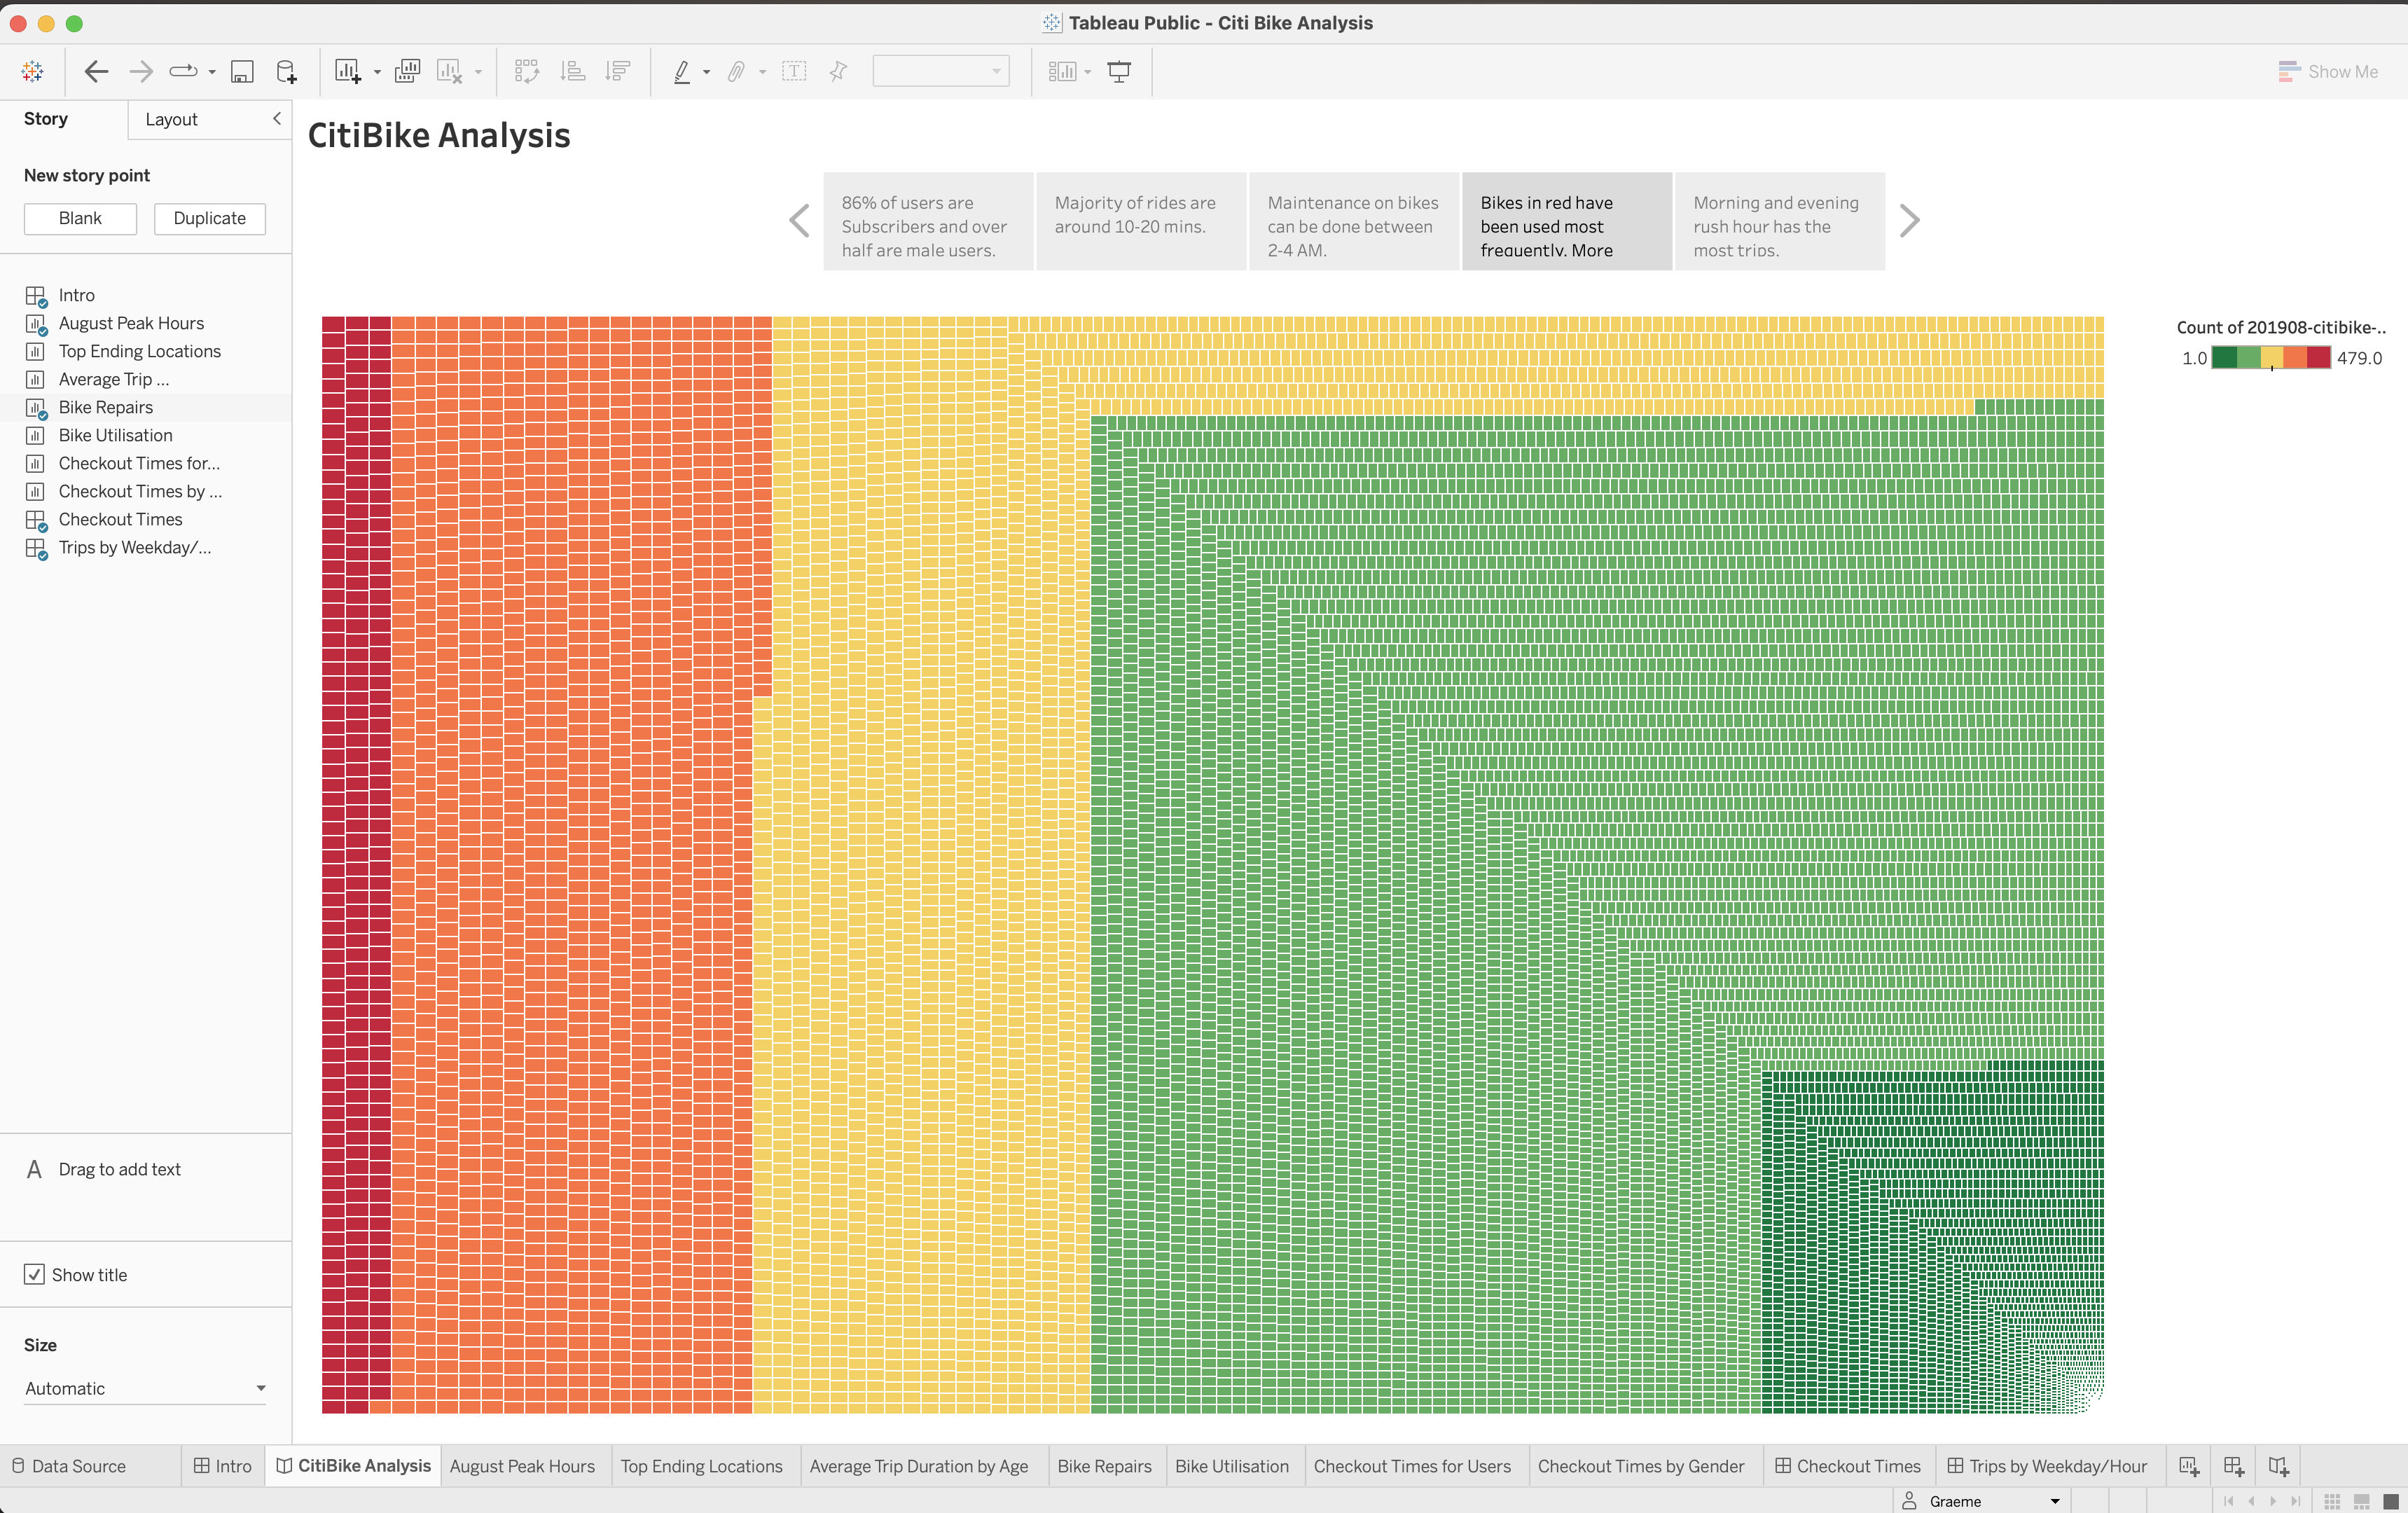 Tableau Public - Citi Bike Analysis
Show Me
Story
Layout
New story point
Blank
Duplicate
Intro
August Peak Hours
Top Ending Locations
Average Trip ...
Bike Repairs
Bike Utilisation
Checkout Times for...
Checkout Times by ...
Checkout Times
Trips by Weekday/...
A Drag to add text
Show title
Size
Automatic
CitiBike Analysis
86% of users are
Subscribers and over
half are male users.
Majority of rides are
around 10-20 mins.
Maintenance on bikes
can be done between
2-4 AM.
Bikes in red have
been used most
frequently. More
Morning and evening
rush hour has the
most trips.
Count of 201908-citibike-..
1.0 479.0
Data Source
Intro
CitiBike Analysis
August Peak Hours
Top Ending Locations
Average Trip Duration by Age
Bike Repairs
Bike Utilisation
Checkout Times for Users
Checkout Times by Gender
Checkout Times
Trips by Weekday/Hour
Graeme